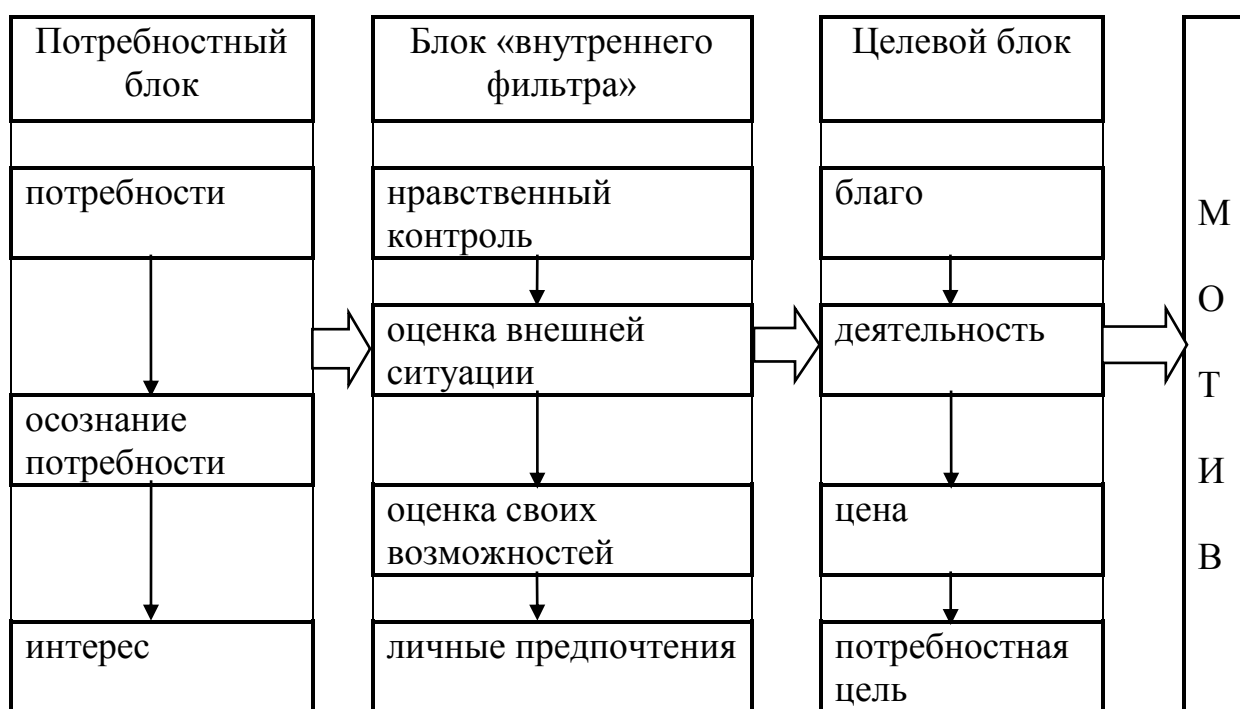 Потребностный
блок
потребности
осознание
потребности
интерес
Блок «внутреннего
фильтра»
нравственный
контроль
оценка внешней
ситуации
оценка своих
возможностей
личные предпочтения
Целевой блок
благо
деятельность
цена
потребностная
цель
М
О
Т
И
В